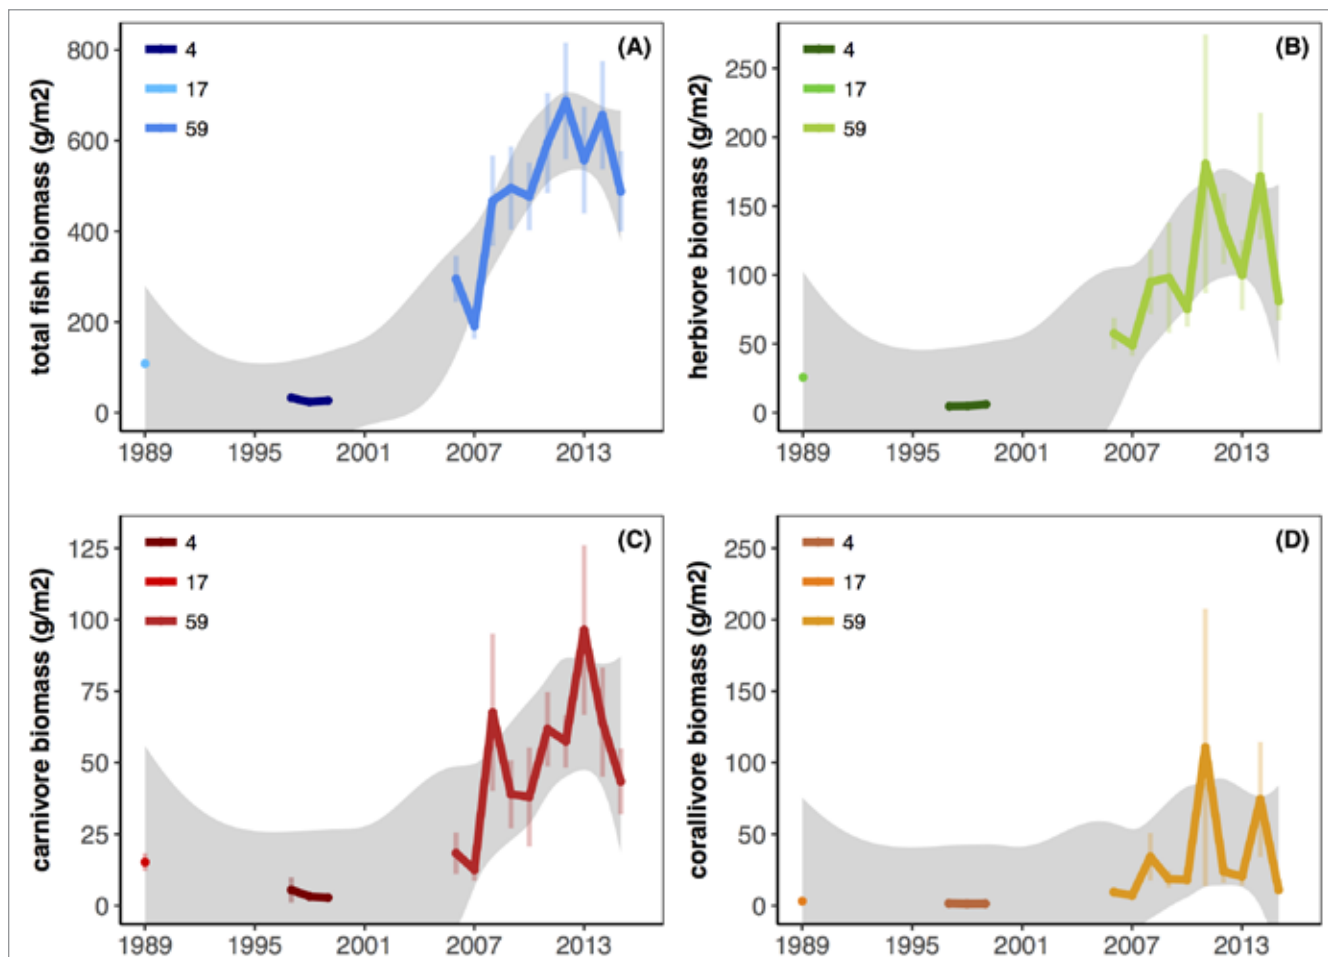 (A)
4
17
59
total fish biomass (g/m2)
800
600
400
200
0
1989 1995 2001 2007 2013
(B)
4
17
59
herbivore biomass (g/m2)
250
200
150
100
50
0
1989 1995 2001 2007 2013
(C)
4
17
59
carnivore biomass (g/m2)
125
100
75
50
25
0
1989 1995 2001 2007 2013
(D)
4
17
59
corallivore biomass (g/m2)
250
200
150
100
50
0
1989 1995 2001 2007 2013